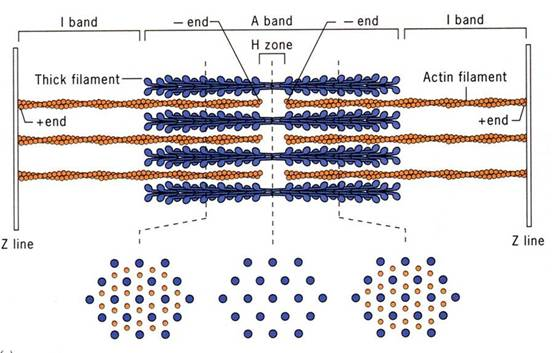 I band
– end
A band
– end
I band
H zone
Thick filament
Actin filament
+end
+end
Z line
Z line